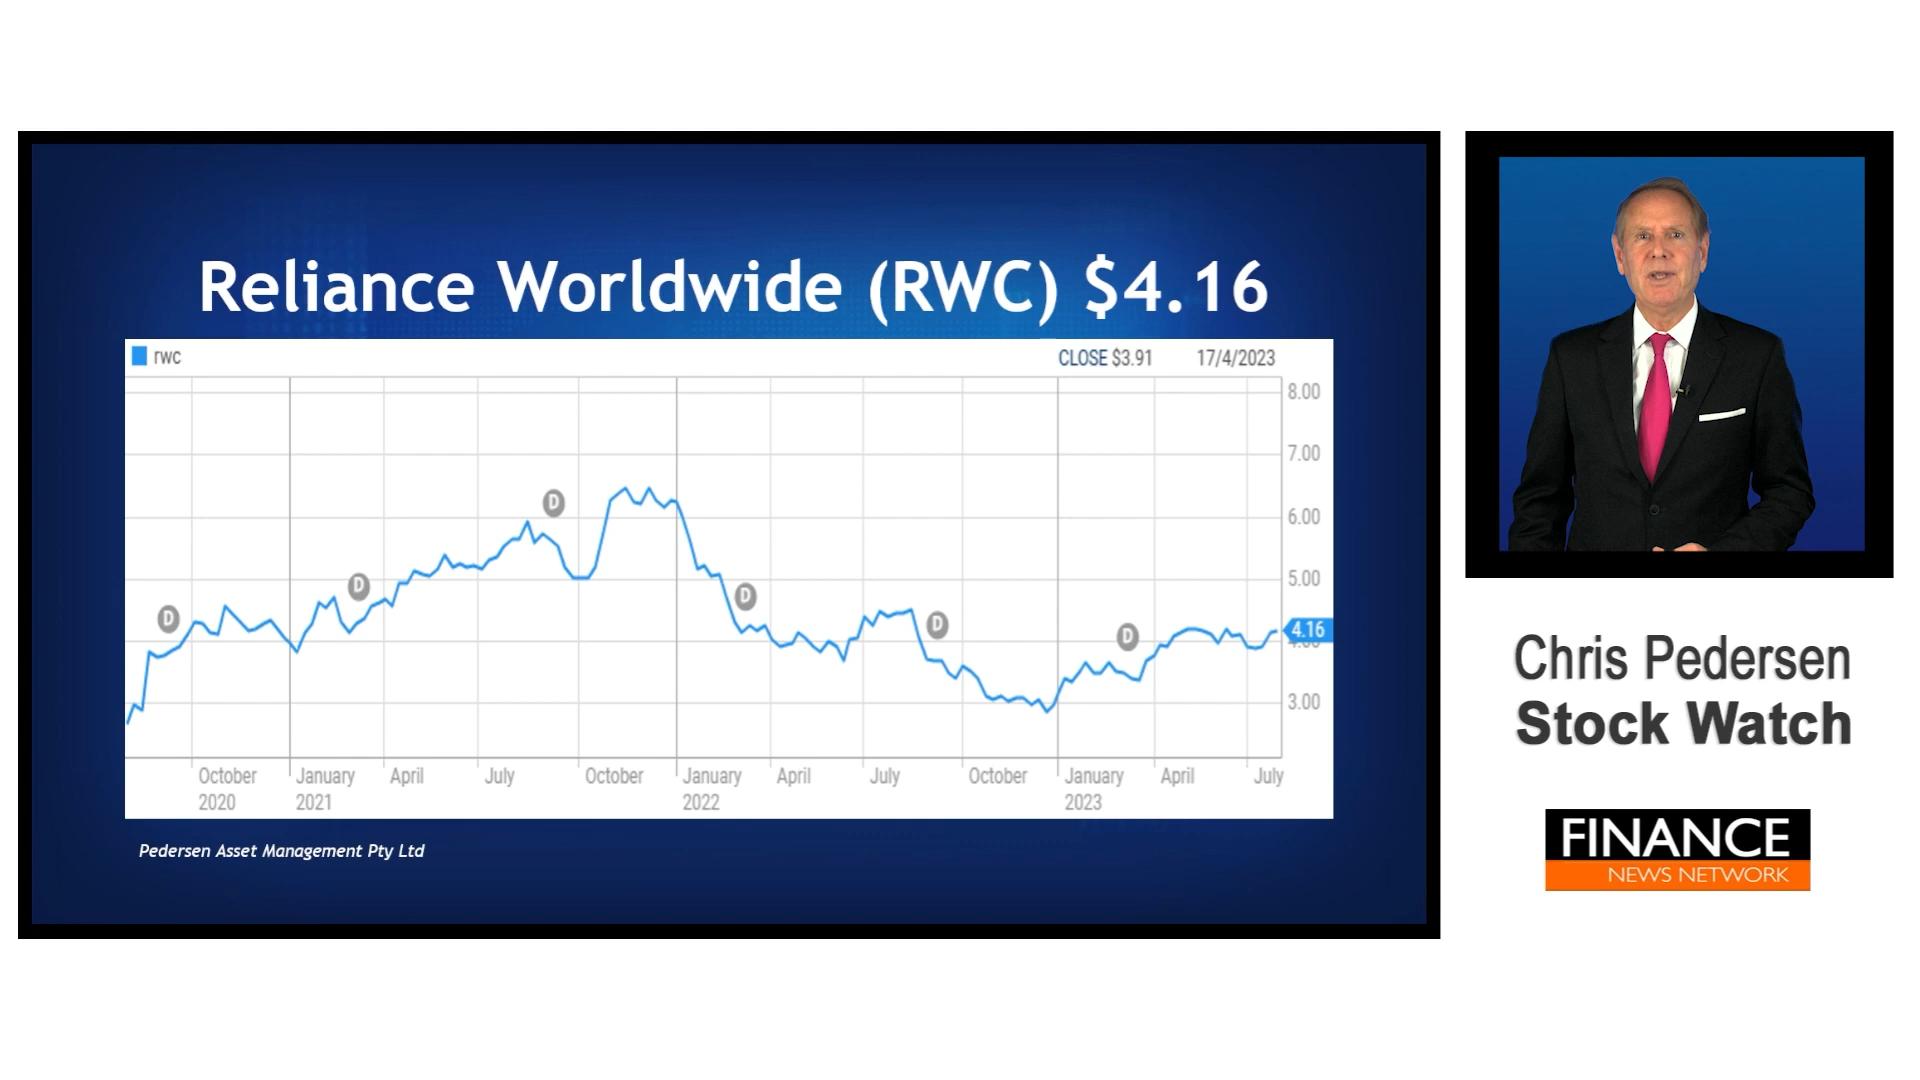 Reliance Worldwide (RWC) $4.16
rwc
CLOSE $3.91 17/4/2023
8.00
7.00
6.00
5.00
4.16
4.00
3.00
D
D
D
D
D
D
October January April July October January April July October January April July
2020 2021 2022 2023
Pedersen Asset Management Pty Ltd
Chris Pedersen
Stock Watch
FINANCE
NEWS NETWORK